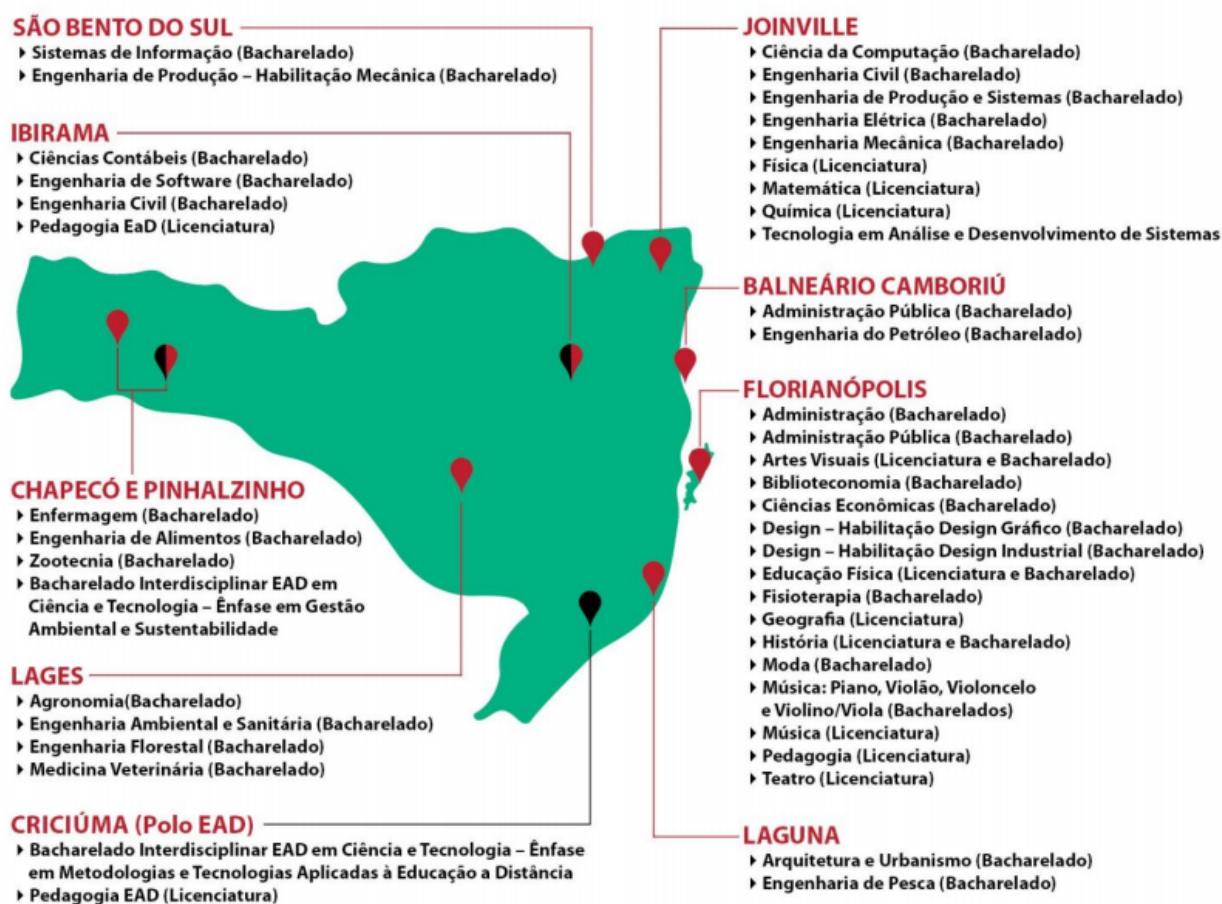 SÃO BENTO DO SUL
Sistemas de Informação (Bacharelado)
Engenharia de Produção – Habilitação Mecânica (Bacharelado)
IBIRAMA
Ciências Contábeis (Bacharelado)
Engenharia de Software (Bacharelado)
Engenharia Civil (Bacharelado)
Pedagogia EaD (Licenciatura)
CHAPECÓ E PINHALZINHO
Enfermagem (Bacharelado)
Engenharia de Alimentos (Bacharelado)
Zootecnia (Bacharelado)
Bacharelado Interdisciplinar EAD em
Ciência e Tecnologia – Ênfase em Gestão
Ambiental e Sustentabilidade
LAGES
Agronomia(Bacharelado)
Engenharia Ambiental e Sanitária (Bacharelado)
Engenharia Florestal (Bacharelado)
Medicina Veterinária (Bacharelado)
CRICIÚMA (Polo EAD)
Bacharelado Interdisciplinar EAD em Ciência e Tecnologia – Ênfase
em Metodologias e Tecnologias Aplicadas à Educação a Distância
Pedagogia EAD (Licenciatura)
JOINVILLE
Ciência da Computação (Bacharelado)
Engenharia Civil (Bacharelado)
Engenharia de Produção e Sistemas (Bacharelado)
Engenharia Elétrica (Bacharelado)
Engenharia Mecânica (Bacharelado)
Física (Licenciatura)
Matemática (Licenciatura)
Química (Licenciatura)
Tecnologia em Análise e Desenvolvimento de Sistemas
BALNEÁRIO CAMBORIÚ
Administração Pública (Bacharelado)
Engenharia do Petróleo (Bacharelado)
FLORIANÓPOLIS
Administração (Bacharelado)
Administração Pública (Bacharelado)
Artes Visuais (Licenciatura e Bacharelado)
Biblioteconomia (Bacharelado)
Ciências Econômicas (Bacharelado)
Design – Habilitação Design Gráfico (Bacharelado)
Design – Habilitação Design Industrial (Bacharelado)
Educação Física (Licenciatura e Bacharelado)
Fisioterapia (Bacharelado)
Geografia (Licenciatura)
História (Licenciatura e Bacharelado)
Moda (Bacharelado)
Música: Piano, Violão, Violoncelo
e Violino/Viola (Bacharelados)
Música (Licenciatura)
Pedagogia (Licenciatura)
Teatro (Licenciatura)
LAGUNA
Arquitetura e Urbanismo (Bacharelado)
Engenharia de Pesca (Bacharelado)